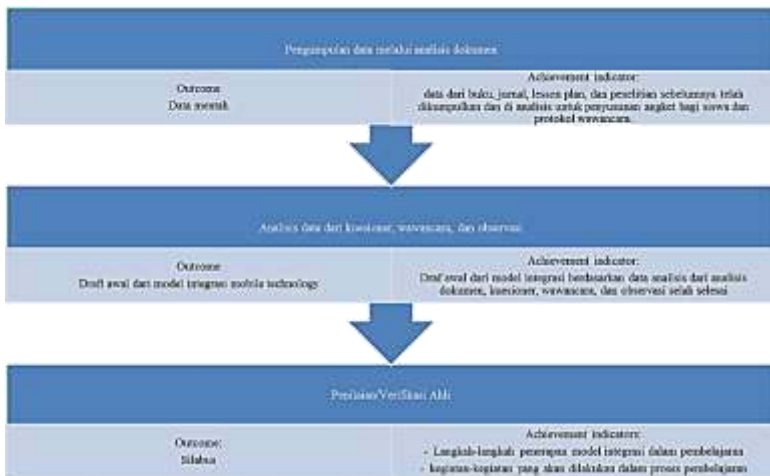 Pengumpulan data melalui analisis dokumen
Outcome
Data mentah
Achievement indicator:
data dari buku, jurnal, lesson plan, dan penelitian sebelumnya telah
dikumpulkan dan di analisis untuk penyusunan angket bagi siswa dan
protokol wawancara.
Analisis data dari kuesioner, wawancara, dan observasi
Outcome
Draft awal dari model integrasi mobile technology
Achievement indicator:
Draft awal dari model integrasi berdasarkan data analisis dari analisis
dokumen, kuesioner, wawancara, dan observasi telah selesai
Penilaian/Verifikasi Ahli
Outcome:
Silabus
Achievement indicators:
- Langkah-langkah penerapan model integrasi dalam pembelajaran
- kegiatan-kegiatan yang akan dilakukan dalam proses pembelajaran